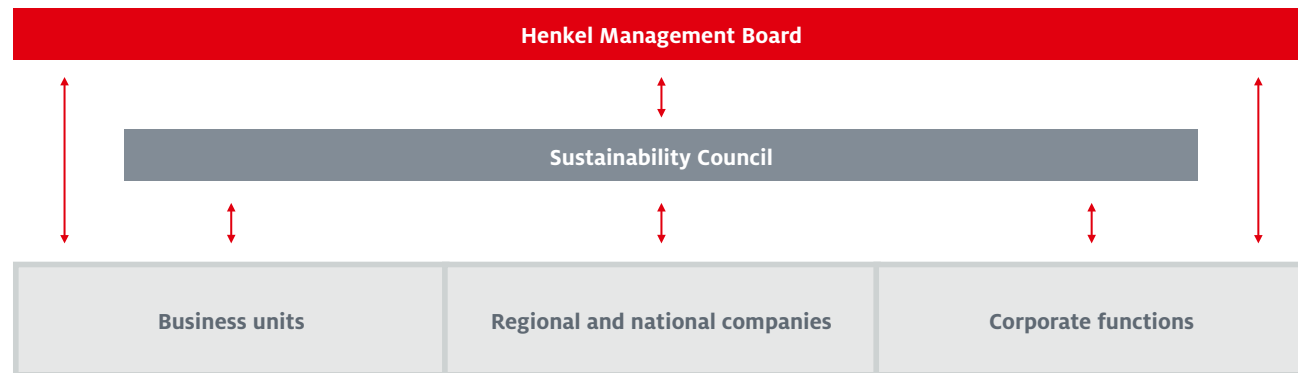 Henkel Management Board
Sustainability Council
Business units
Regional and national companies
Corporate functions